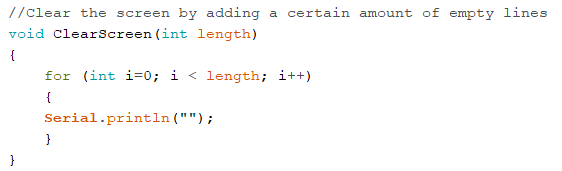 //Clear the screen by adding a certain amount of empty lines
void ClearScreen(int length)
{
    for (int i=0; i < length; i++)
    {
    Serial.println("");
    }
}